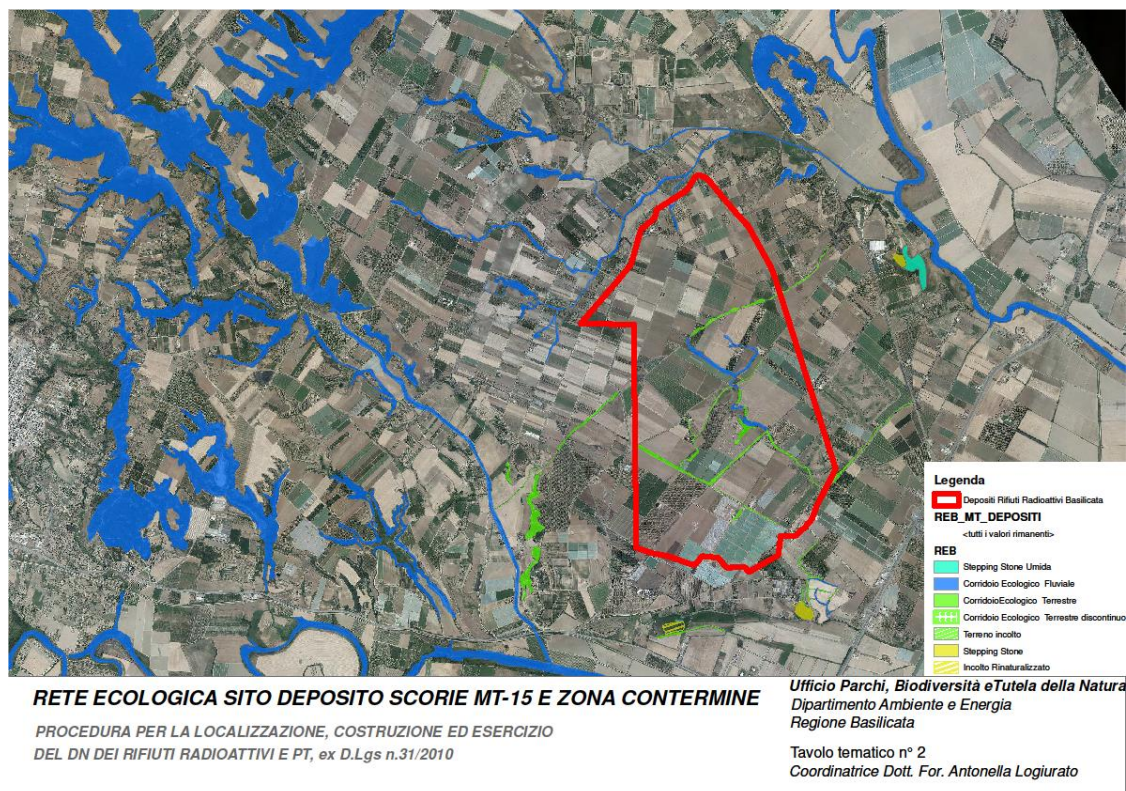 Legenda
Depositi Rifiuti Radioattivi Basilicata
REB_MT_DEPOSITI
<tutti i valori rimanenti>
REB
Stepping Stone Umida
Corridoio Ecologico Fluviale
CorridoioEcologico Terrestre
Corridoio Ecologico Terrestre discontinuo
Terreno incolto
Stepping Stone
Incolto Rinaturalizzato
RETE ECOLOGICA SITO DEPOSITO SCORIE MT-15 E ZONA CONTERMINE
PROCEDURA PER LA LOCALIZZAZIONE, COSTRUZIONE ED ESERCIZIO
DEL DN DEI RIFIUTI RADIOATTIVI E PT, ex D.Lgs n.31/2010
Ufficio Parchi, Biodiversità eTutela della Natura
Dipartimento Ambiente e Energia
Regione Basilicata
Tavolo tematico n° 2
Coordinatrice Dott. For. Antonella Logiurato